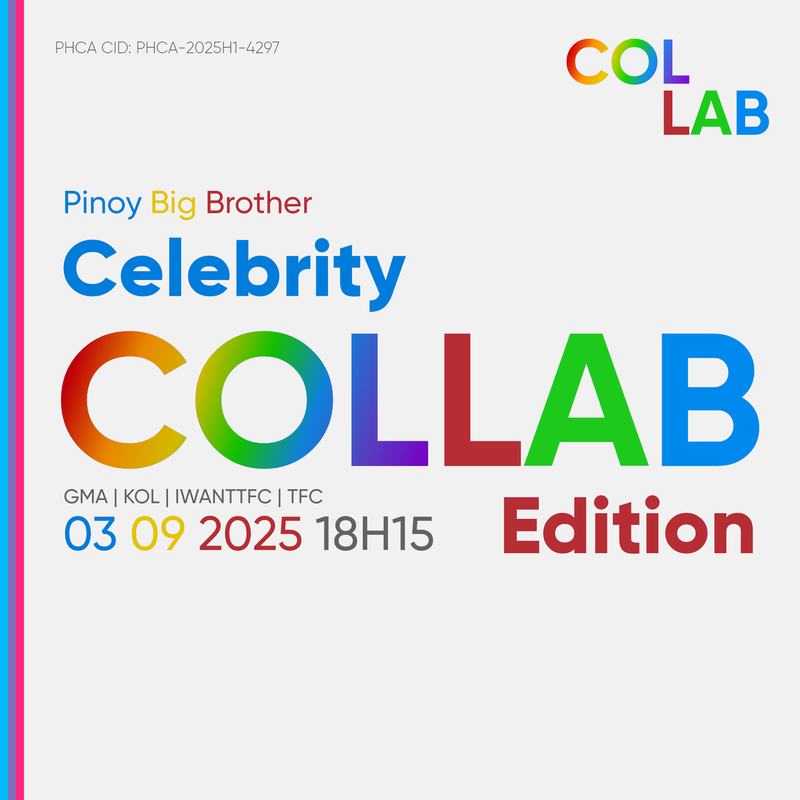 PHCA CID: PHCA-2025H1-4297
COL
LAB
Pinoy Big Brother
Celebrity
COLLAB
GMA | KOL | IWANTTFC | TFC
03 09 2025 18H15
Edition